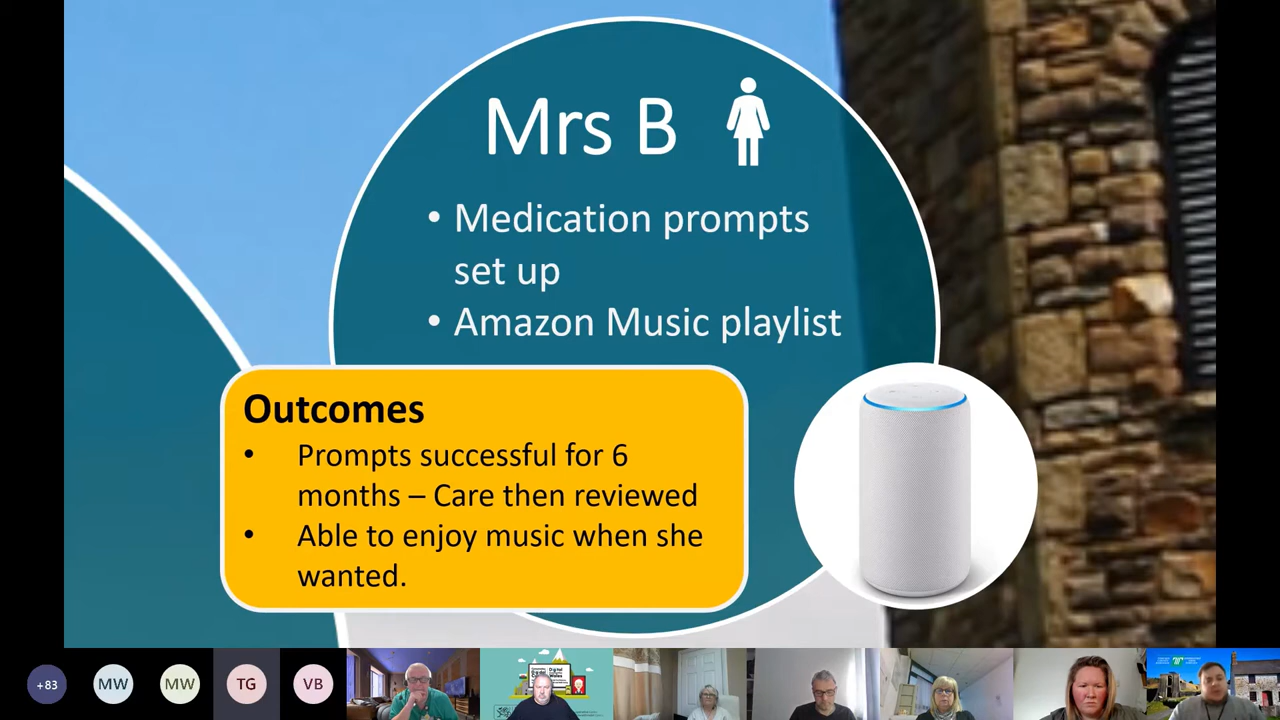 Mrs B
• Medication prompts
set up
• Amazon Music playlist
Outcomes
• Prompts successful for 6
months – Care then reviewed
• Able to enjoy music when she
wanted.
+83
MW
MW
TG
VB